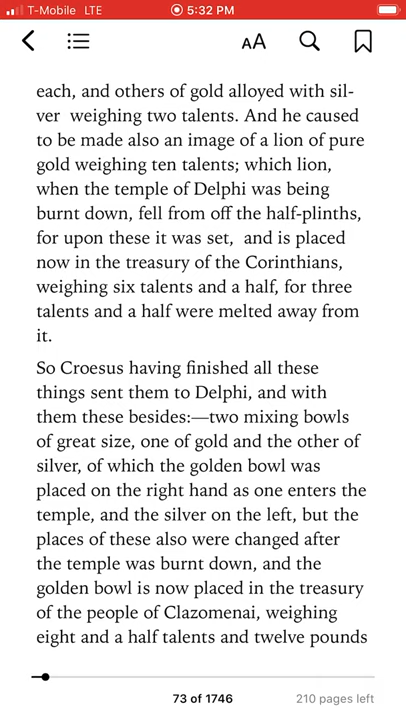 T-Mobile LTE 5:32 PM
AA
each, and others of gold alloyed with sil-
ver weighing two talents. And he caused
to be made also an image of a lion of pure
gold weighing ten talents; which lion,
when the temple of Delphi was being
burnt down, fell from off the half-plinths,
for upon these it was set, and is placed
now in the treasury of the Corinthians,
weighing six talents and a half, for three
talents and a half were melted away from
it.
So Croesus having finished all these
things sent them to Delphi, and with
them these besides:—two mixing bowls
of great size, one of gold and the other of
silver, of which the golden bowl was
placed on the right hand as one enters the
temple, and the silver on the left, but the
places of these also were changed after
the temple was burnt down, and the
golden bowl is now placed in the treasury
of the people of Clazomenai, weighing
eight and a half talents and twelve pounds
73 of 1746 210 pages left